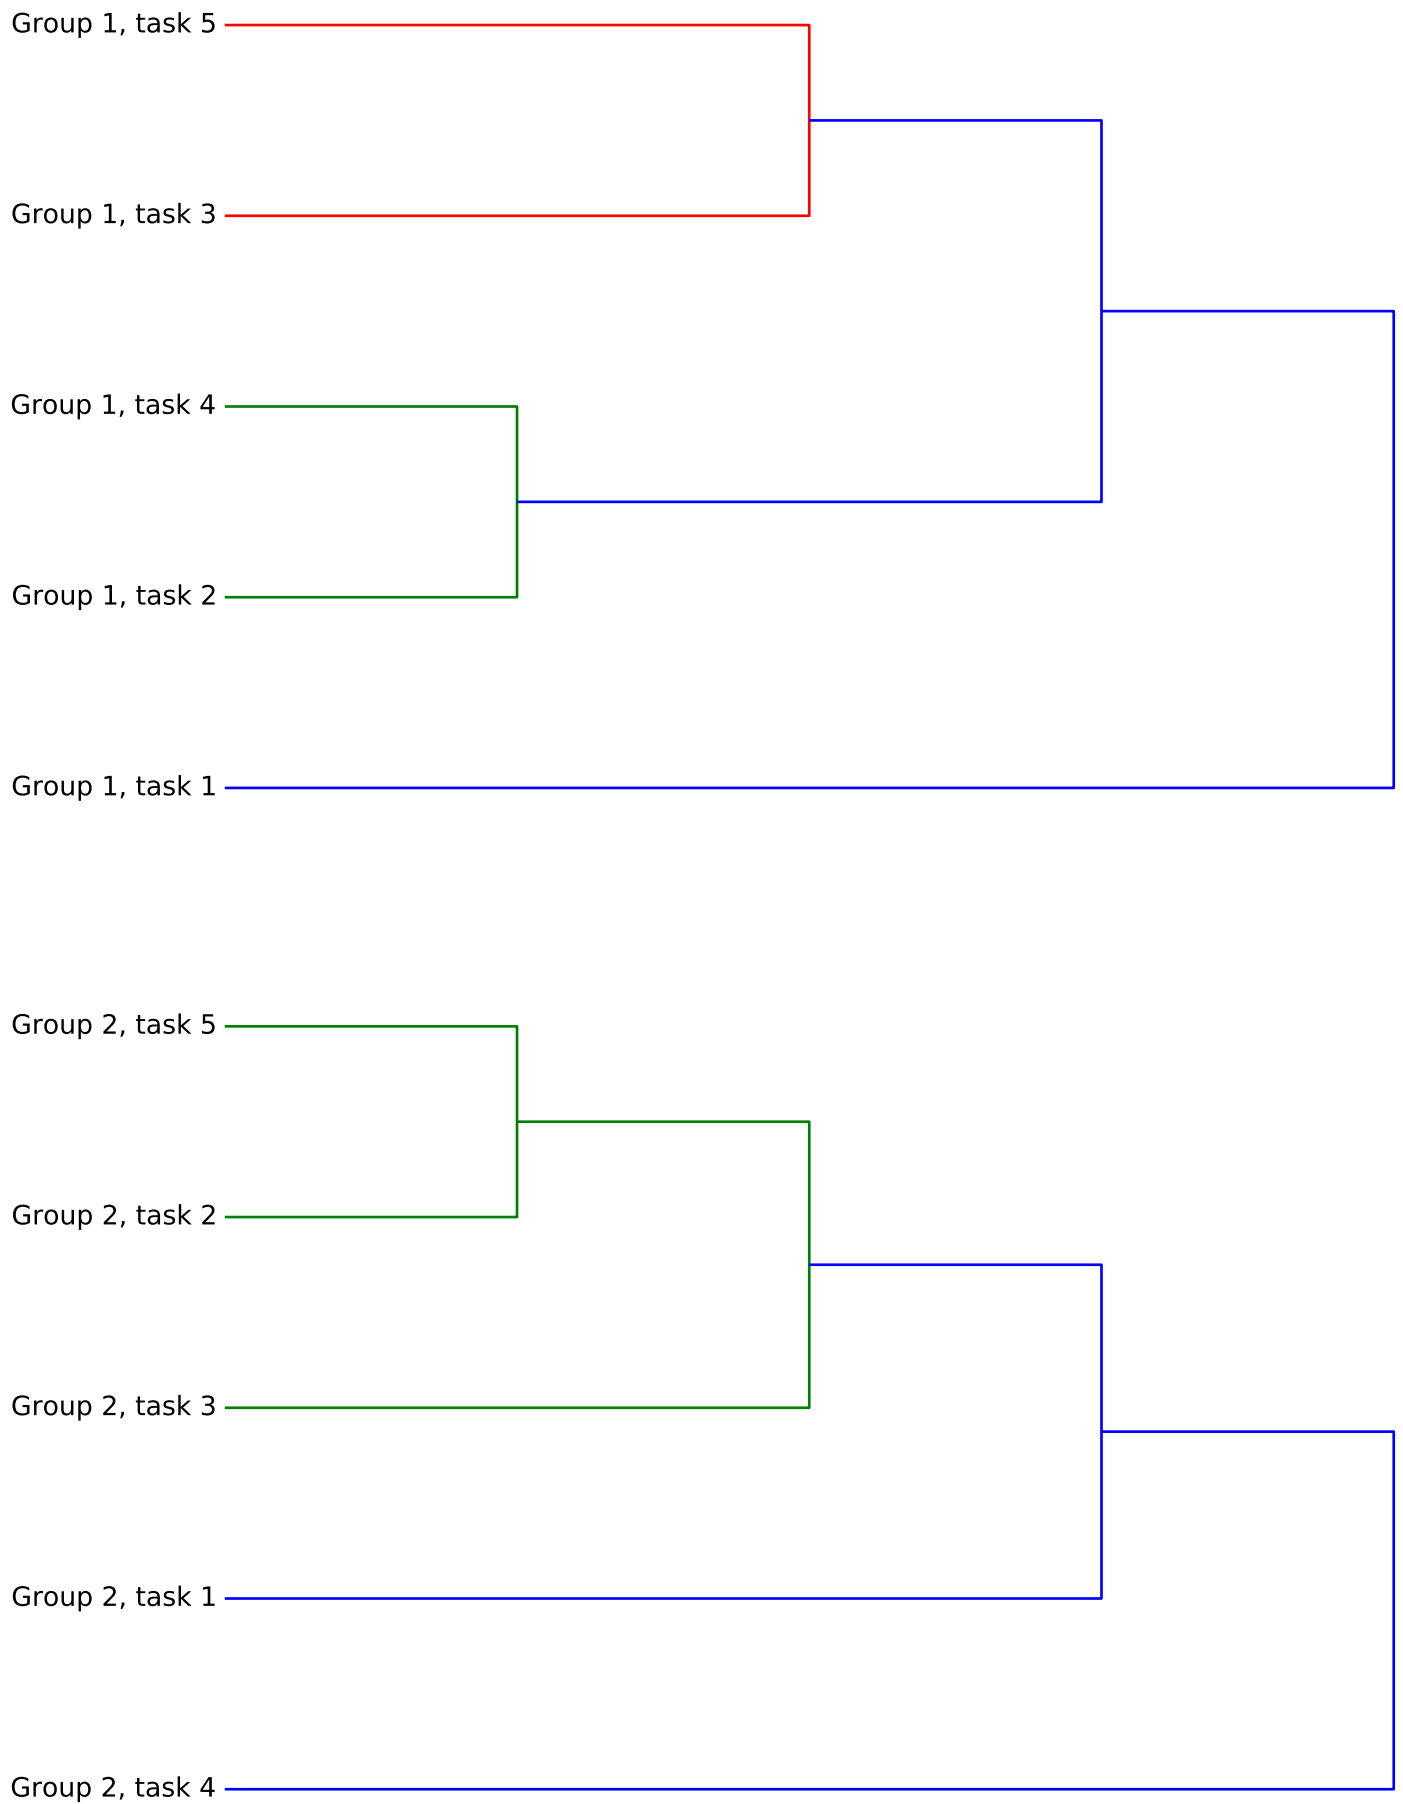 Group 1, task 5
Group 1, task 3
Group 1, task 4
Group 1, task 2
Group 1, task 1
Group 2, task 5
Group 2, task 2
Group 2, task 3
Group 2, task 1
Group 2, task 4